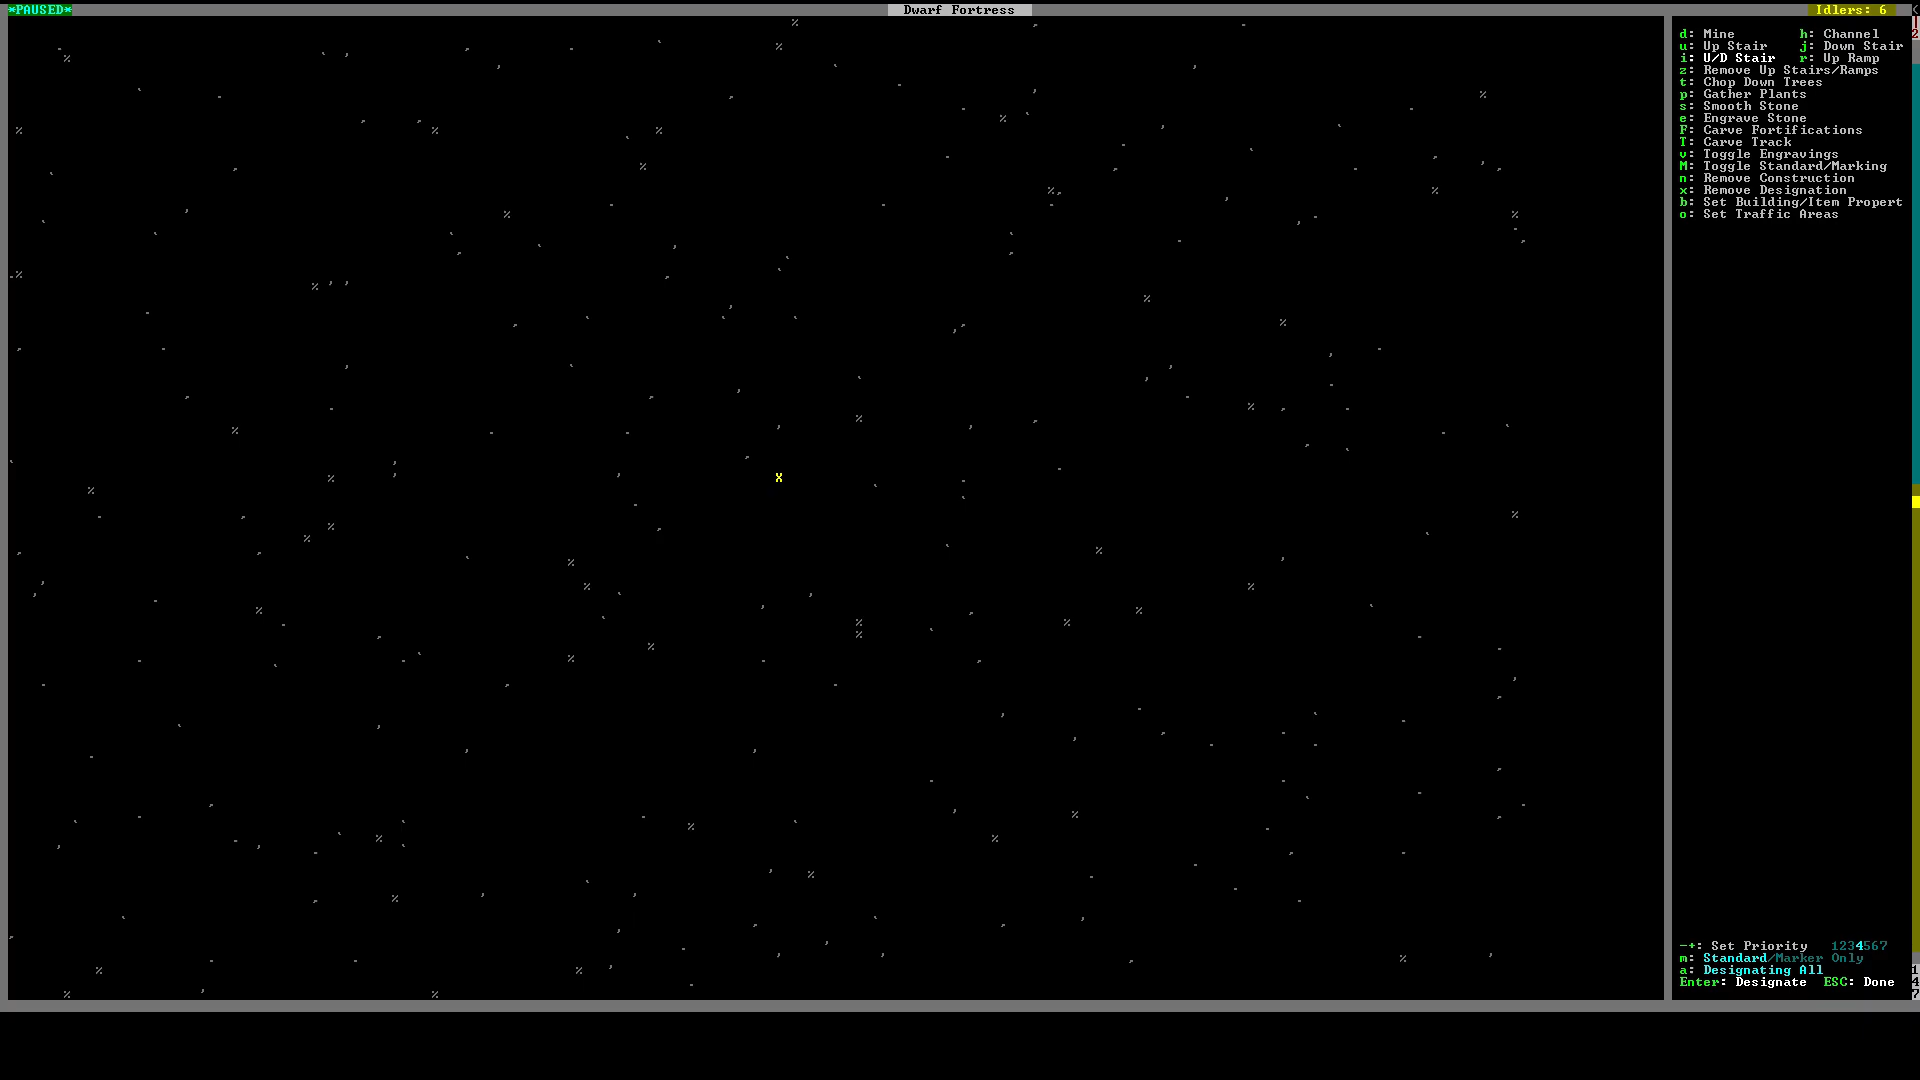 *PAUSED* Dwarf Fortress Idlers: 6
d: Mine h: Channel
u: Up Stair j: Down Stair
i: U/D Stair r: Up Ramp
z: Remove Up Stairs/Ramps
t: Chop Down Trees
p: Gather Plants
s: Smooth Stone
e: Engrave Stone
F: Carve Fortifications
T: Carve Track
v: Toggle Engravings
M: Toggle Standard/Marking
n: Remove Construction
x: Remove Designation
b: Set Building/Item Propert
o: Set Traffic Areas
X
-+: Set Priority 1234567
m: Standard/Marker Only
a: Designating All
Enter: Designate ESC: Done